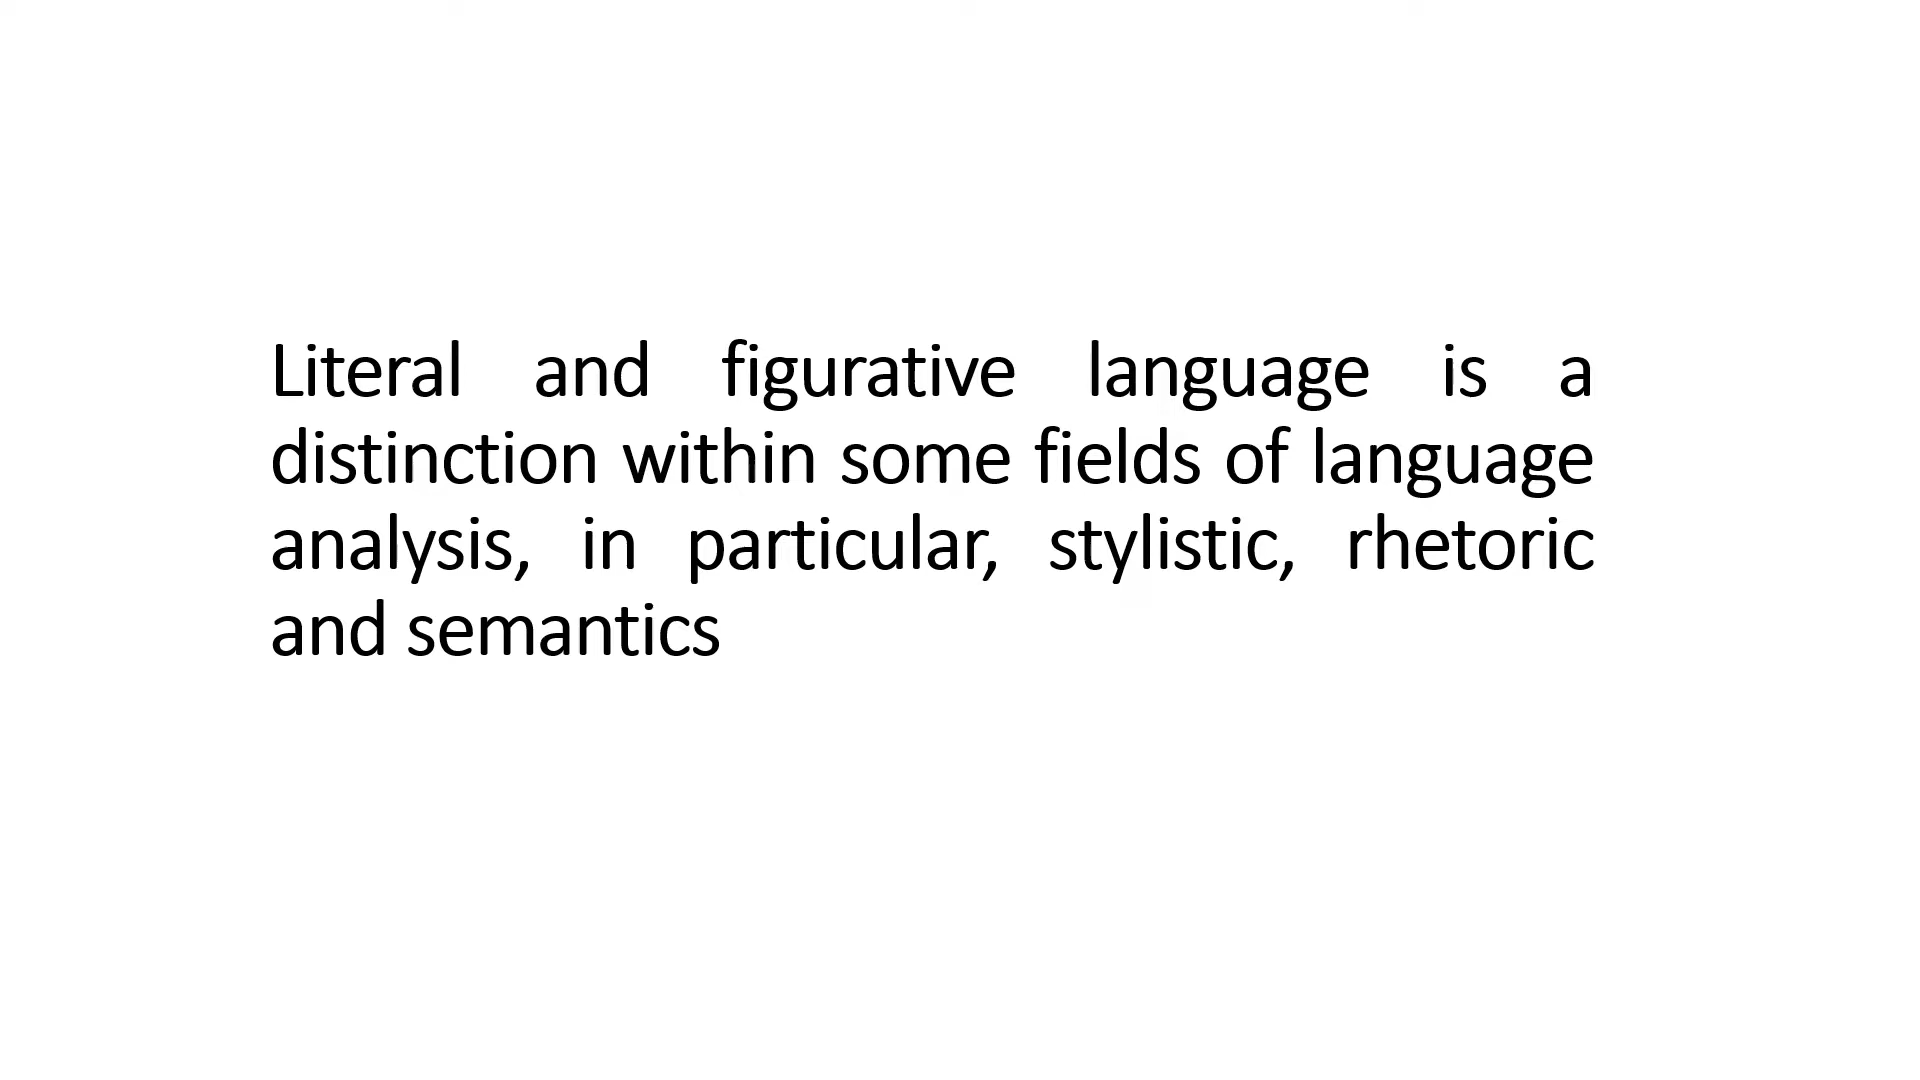 Literal and figurative language is a
distinction within some fields of language
analysis, in particular, stylistic, rhetoric
and semantics